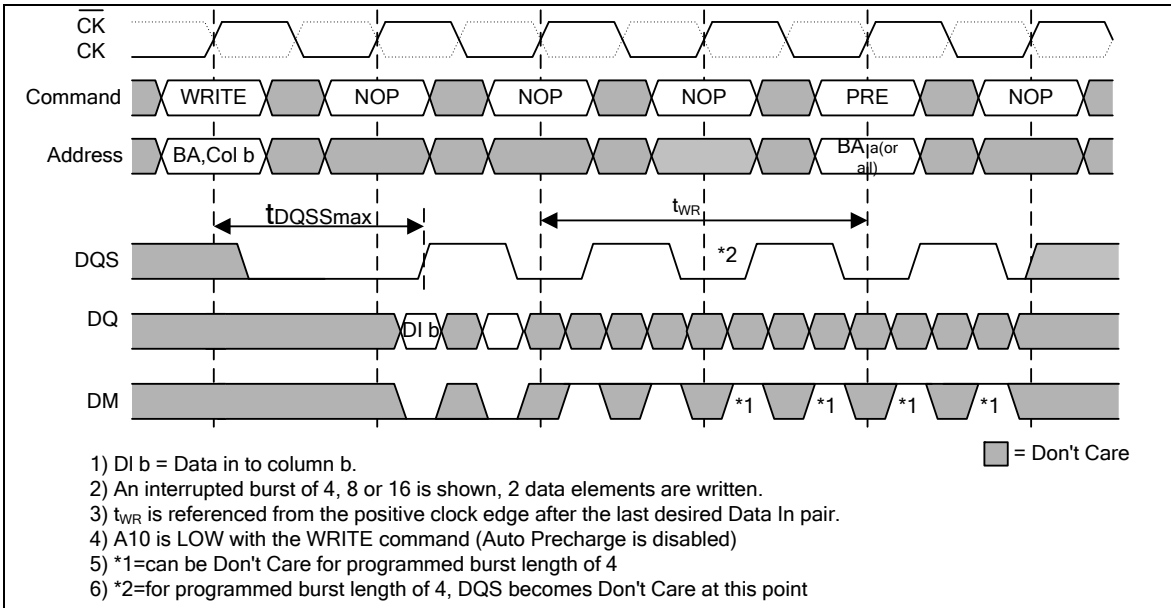 CK
CK
Command WRITE NOP NOP NOP PRE NOP
Address BA,Col b BA a(or
all)
tDQSSmax tWR
DQS *2
DQ DI b
DM *1 *1 *1 *1
= Don't Care
1) DI b = Data in to column b.
2) An interrupted burst of 4, 8 or 16 is shown, 2 data elements are written.
3) tWR is referenced from the positive clock edge after the last desired Data In pair.
4) A10 is LOW with the WRITE command (Auto Precharge is disabled)
5) *1=can be Don't Care for programmed burst length of 4
6) *2=for programmed burst length of 4, DQS becomes Don't Care at this point